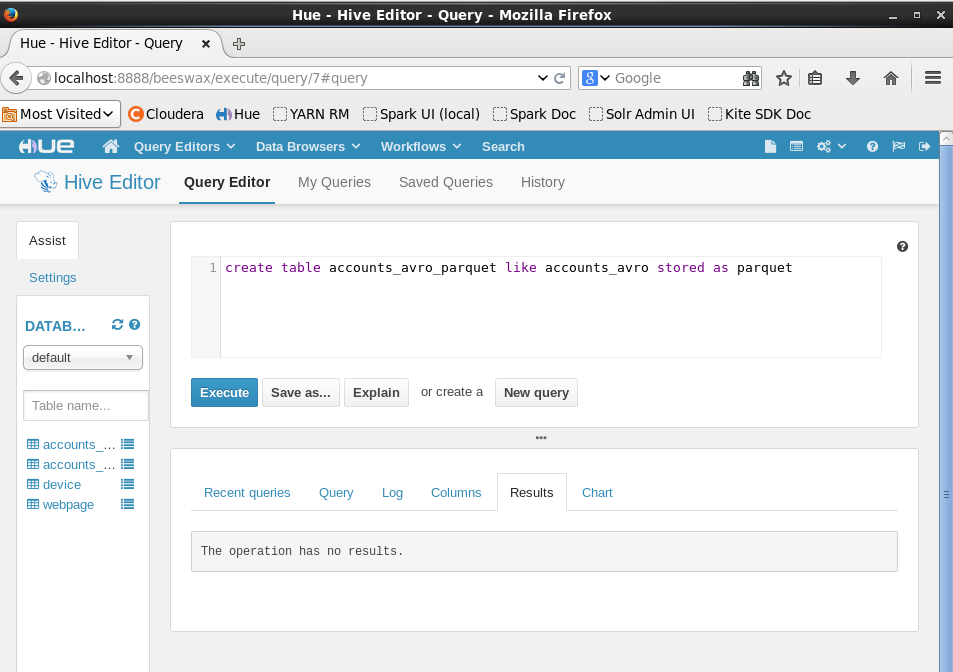 Hue - Hive Editor - Query - Mozilla Firefox
Hue - Hive Editor - Query
localhost:8888/beeswax/execute/query/7#query
8 Google
Most Visited Cloudera Hue YARN RM Spark UI (local) Spark Doc Solr Admin UI Kite SDK Doc
HUE Query Editors Data Browsers Workflows Search
Hive Editor Query Editor My Queries Saved Queries History
Assist
Settings
DATAB...
default
Table name...
accounts_...
accounts_...
device
webpage
1 create table accounts_avro_parquet like accounts_avro stored as parquet
Execute Save as... Explain or create a New query
Recent queries Query Log Columns Results Chart
The operation has no results.